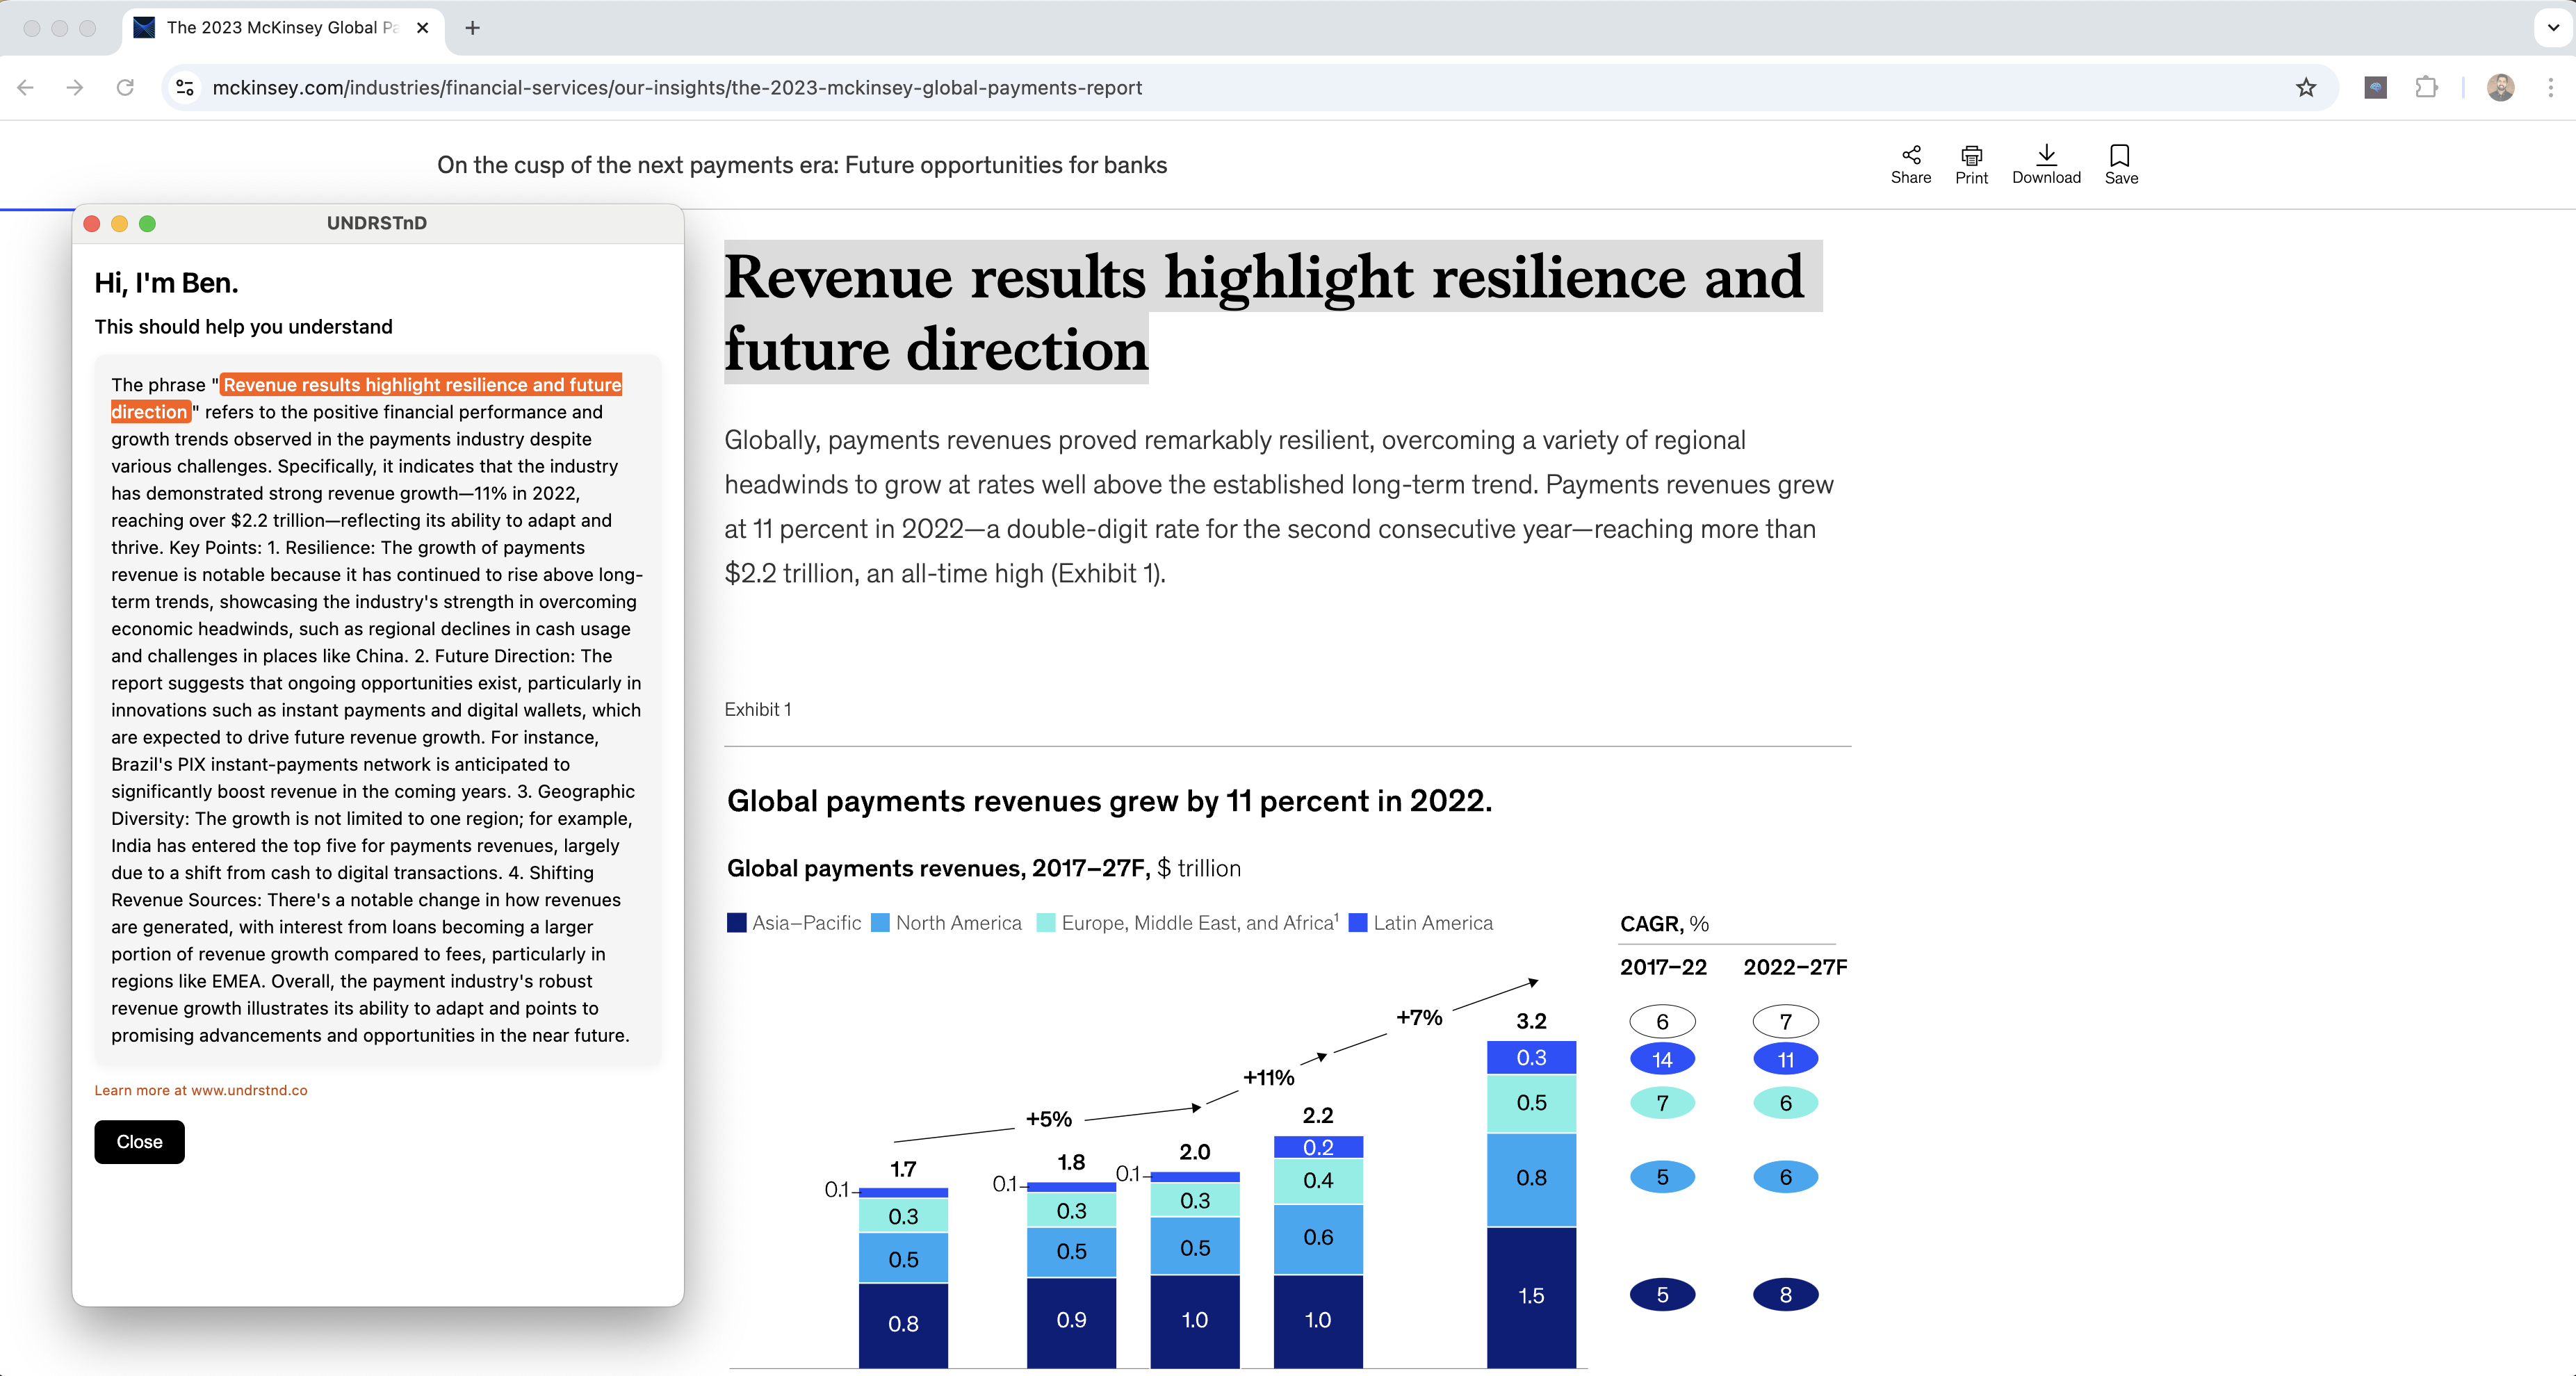 The 2023 McKinsey Global Pa
mckinsey.com/industries/financial-services/our-insights/the-2023-mckinsey-global-payments-report
On the cusp of the next payments era: Future opportunities for banks
Share
Print
Download
Save
UNDRSTnD
Hi, I'm Ben.
This should help you understand
The phrase "Revenue results highlight resilience and future
direction" refers to the positive financial performance and
growth trends observed in the payments industry despite
various challenges. Specifically, it indicates that the industry
has demonstrated strong revenue growth—11% in 2022,
reaching over $2.2 trillion—reflecting its ability to adapt and
thrive. Key Points: 1. Resilience: The growth of payments
revenue is notable because it has continued to rise above long-
term trends, showcasing the industry's strength in overcoming
economic headwinds, such as regional declines in cash usage
and challenges in places like China. 2. Future Direction: The
report suggests that ongoing opportunities exist, particularly in
innovations such as instant payments and digital wallets, which
are expected to drive future revenue growth. For instance,
Brazil's PIX instant-payments network is anticipated to
significantly boost revenue in the coming years. 3. Geographic
Diversity: The growth is not limited to one region; for example,
India has entered the top five for payments revenues, largely
due to a shift from cash to digital transactions. 4. Shifting
Revenue Sources: There's a notable change in how revenues
are generated, with interest from loans becoming a larger
portion of revenue growth compared to fees, particularly in
regions like EMEA. Overall, the payment industry's robust
revenue growth illustrates its ability to adapt and points to
promising advancements and opportunities in the near future.
Learn more at www.undrstnd.co
Close
Revenue results highlight resilience and
future direction
Globally, payments revenues proved remarkably resilient, overcoming a variety of regional
headwinds to grow at rates well above the established long-term trend. Payments revenues grew
at 11 percent in 2022—a double-digit rate for the second consecutive year—reaching more than
$2.2 trillion, an all-time high (Exhibit 1).
Exhibit 1
Global payments revenues grew by 11 percent in 2022.
Global payments revenues, 2017–27F, $ trillion
Asia–Pacific North America Europe, Middle East, and Africa¹ Latin America
CAGR, %
2017–22 2022–27F
+5%
+11%
+7%
1.7
0.1
0.3
0.5
0.8
1.8
0.1
0.3
0.5
0.9
2.0
0.1
0.3
0.5
1.0
2.2
0.2
0.4
0.6
1.0
3.2
0.3
0.5
0.8
1.5
6 7
14 11
7 6
5 6
5 8